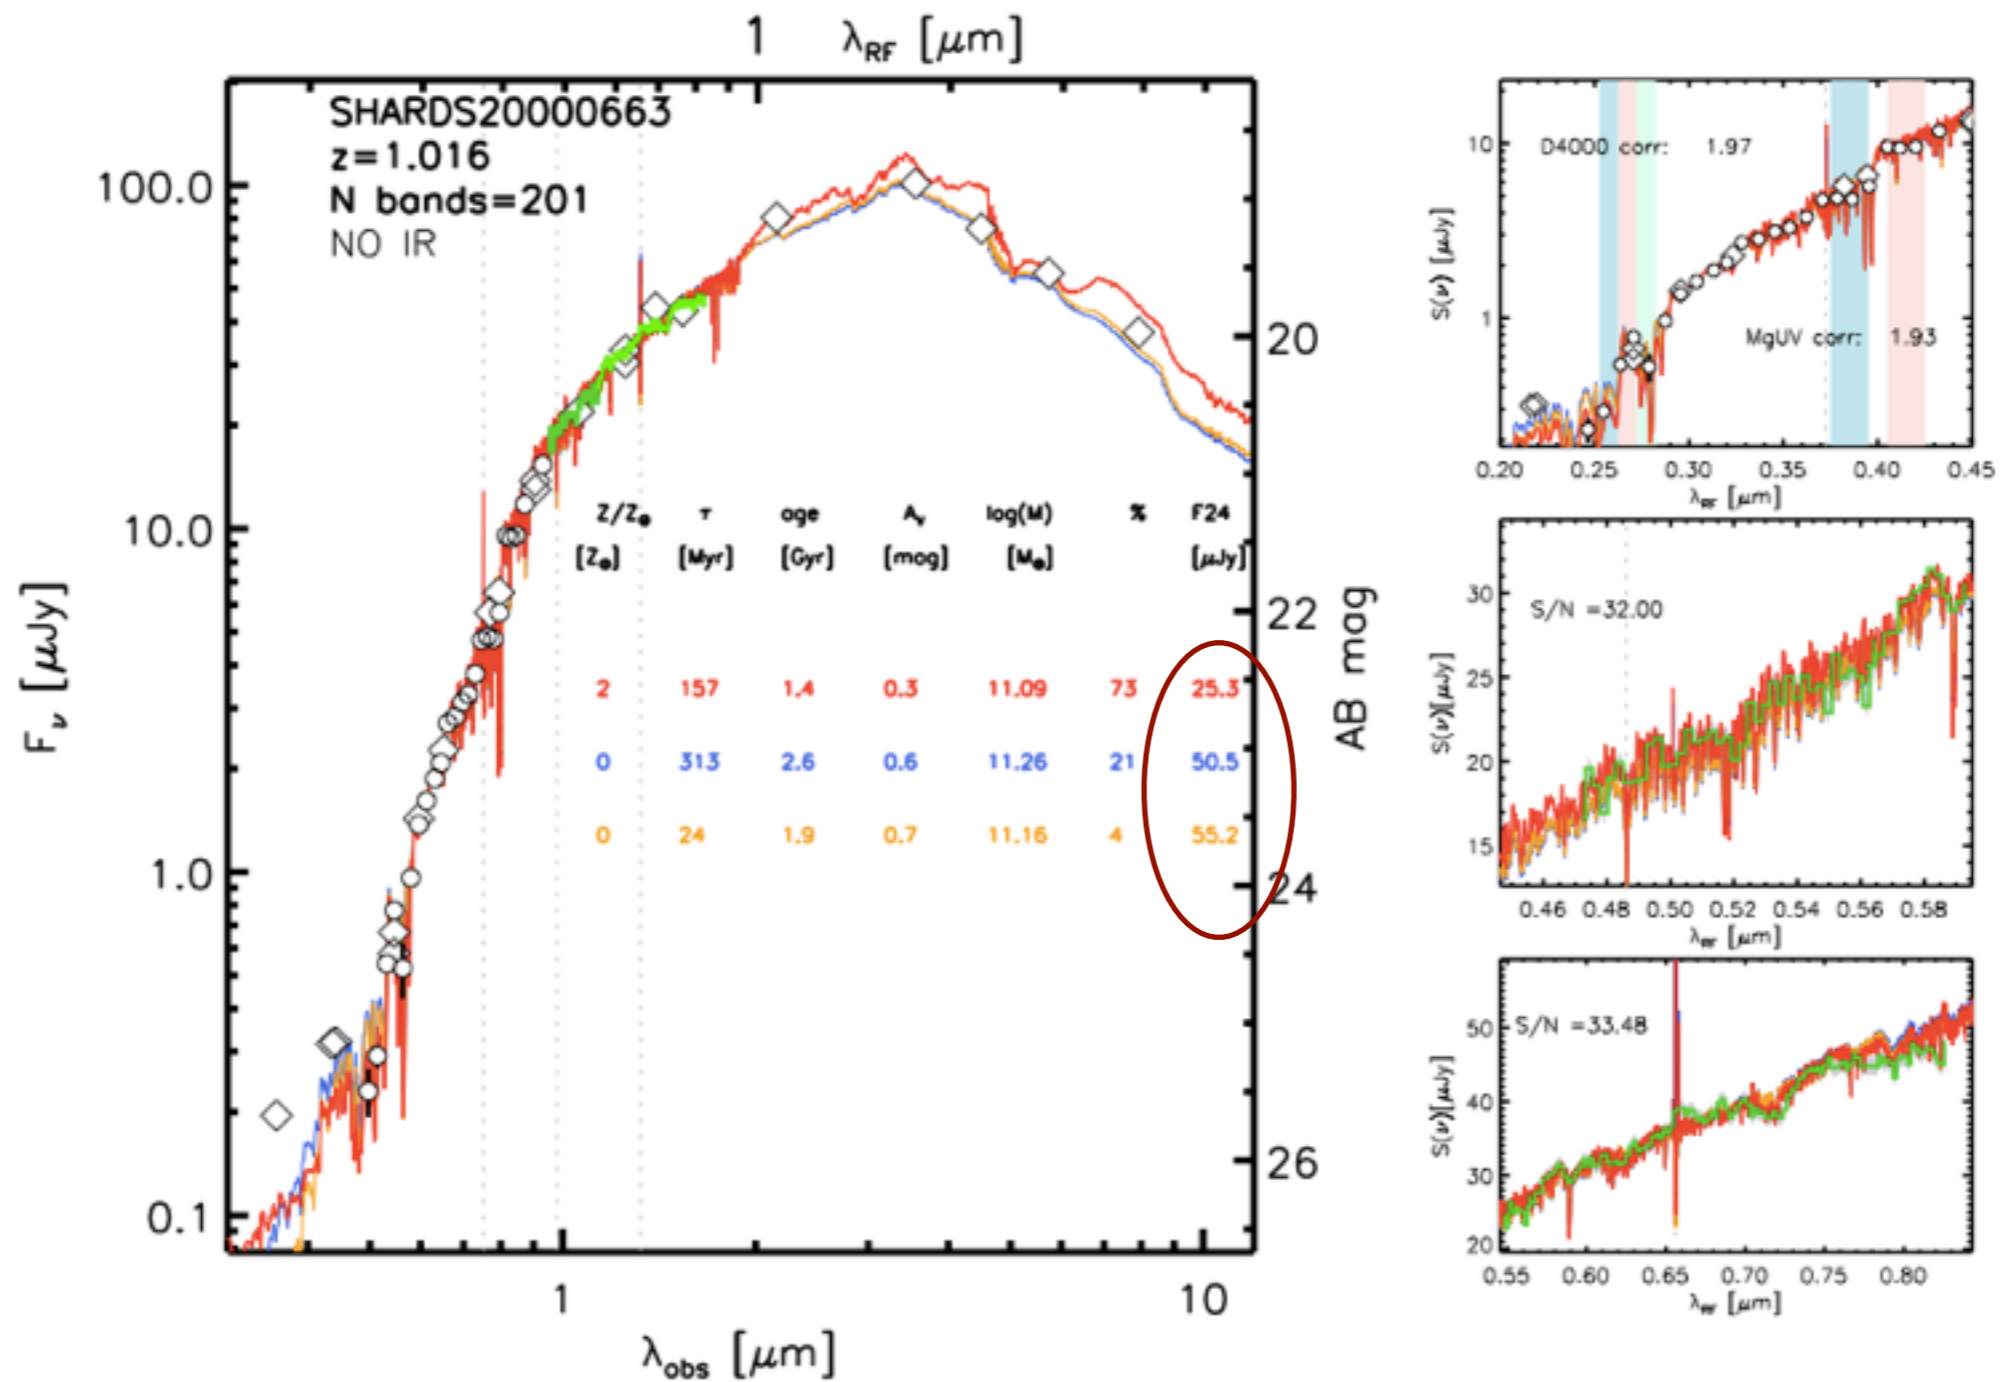 1 λRF [μm]
SHARDS20000663
z=1.016
N bands=201
NO IR
100.0
10.0
1.0
0.1
Fν [μJy]
20
22
24
26
AB mag
Z/Z⊙ τ age Av log(M) % F24
[Z⊙] [Myr] [Gyr] [mag] [M⊙] [μJy]
2 157 1.4 0.3 11.09 73 25.3
0 313 2.6 0.6 11.26 21 50.5
0 24 1.9 0.7 11.16 4 55.2
1 10
λobs [μm]
D4000 corr: 1.97
MgUV corr: 1.93
10
1
S(ν) [μJy]
0.20 0.25 0.30 0.35 0.40 0.45
λRF [μm]
S/N =32.00
30
25
20
15
S(ν)[μJy]
0.46 0.48 0.50 0.52 0.54 0.56 0.58
λRF [μm]
S/N =33.48
50
40
30
20
S(ν)[μJy]
0.55 0.60 0.65 0.70 0.75 0.80
λRF [μm]